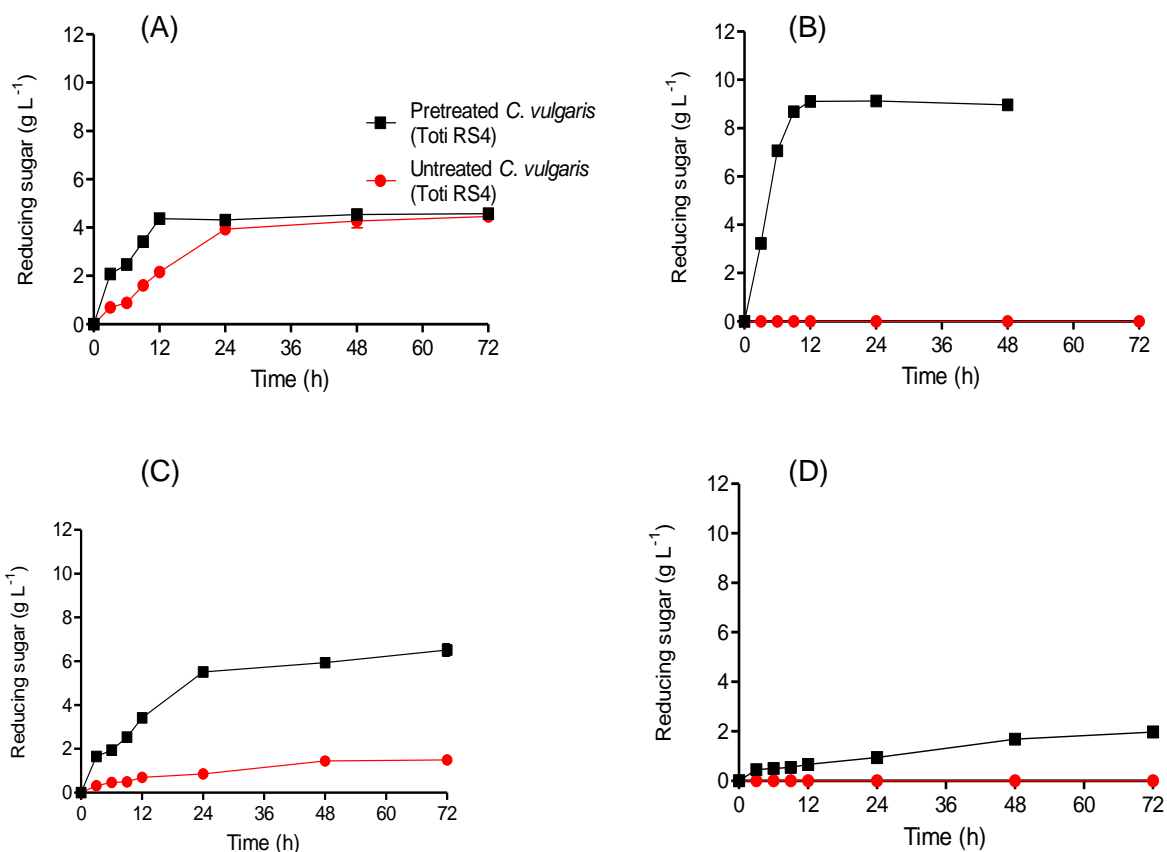 (A)
Reducing sugar (g L⁻¹)
12
10
8
6
4
2
0
0 12 24 36 48 60 72
Time (h)
Pretreated C. vulgaris
(Toti RS4)
Untreated C. vulgaris
(Toti RS4)
(B)
Reducing sugar (g L⁻¹)
12
10
8
6
4
2
0
0 12 24 36 48 60 72
Time (h)
(C)
Reducing sugar (g L⁻¹)
12
10
8
6
4
2
0
0 12 24 36 48 60 72
Time (h)
(D)
Reducing sugar (g L⁻¹)
12
10
8
6
4
2
0
0 12 24 36 48 60 72
Time (h)